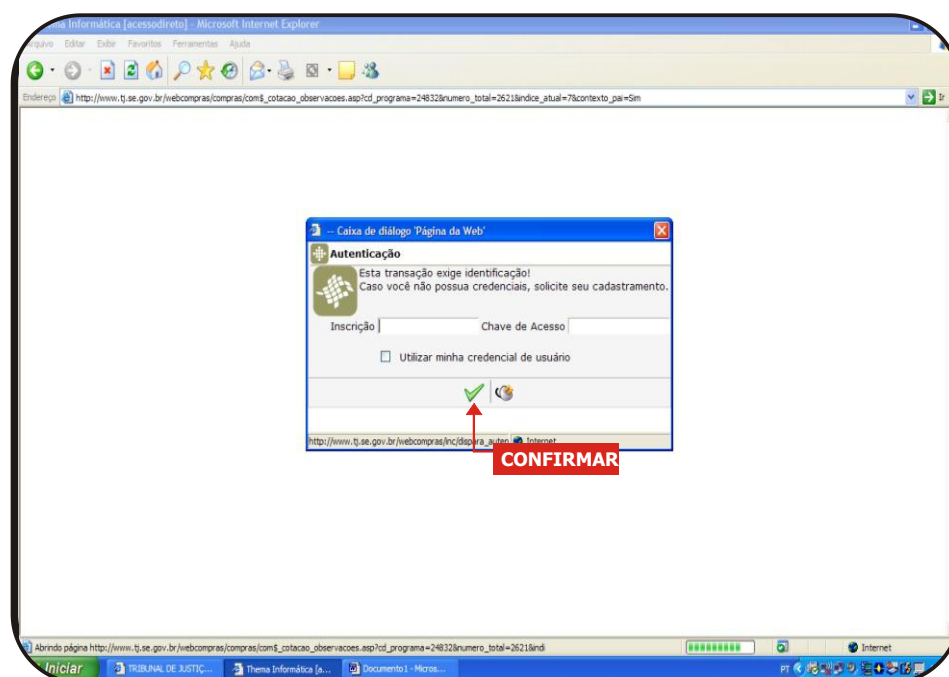 ma Informática [acessodireto] - Microsoft Internet Explorer
Arquivo Editar Exibir Favoritos Ferramentas Ajuda
Endereço http://www.tj.se.gov.br/webcompras/compras/com$_cotacao_observacoes.asp?cd_programa=24832&numero_total=2621&indice_atual=7&contexto_pai=Sim Ir
-- Caixa de diálogo 'Página da Web'
Autenticação
Esta transação exige identificação!
Caso você não possua credenciais, solicite seu cadastramento.
Inscrição Chave de Acesso
Utilizar minha credencial de usuário
http://www.tj.se.gov.br/webcompras/inc/dispara_auten Internet
CONFIRMAR
Abrindo página http://www.tj.se.gov.br/webcompras/compras/com$_cotacao_observacoes.asp?cd_programa=24832&numero_total=2621&indi Internet
Iniciar TRIBUNAL DE JUSTIÇ... Thema Informática [a... Documento1 - Micros... PT